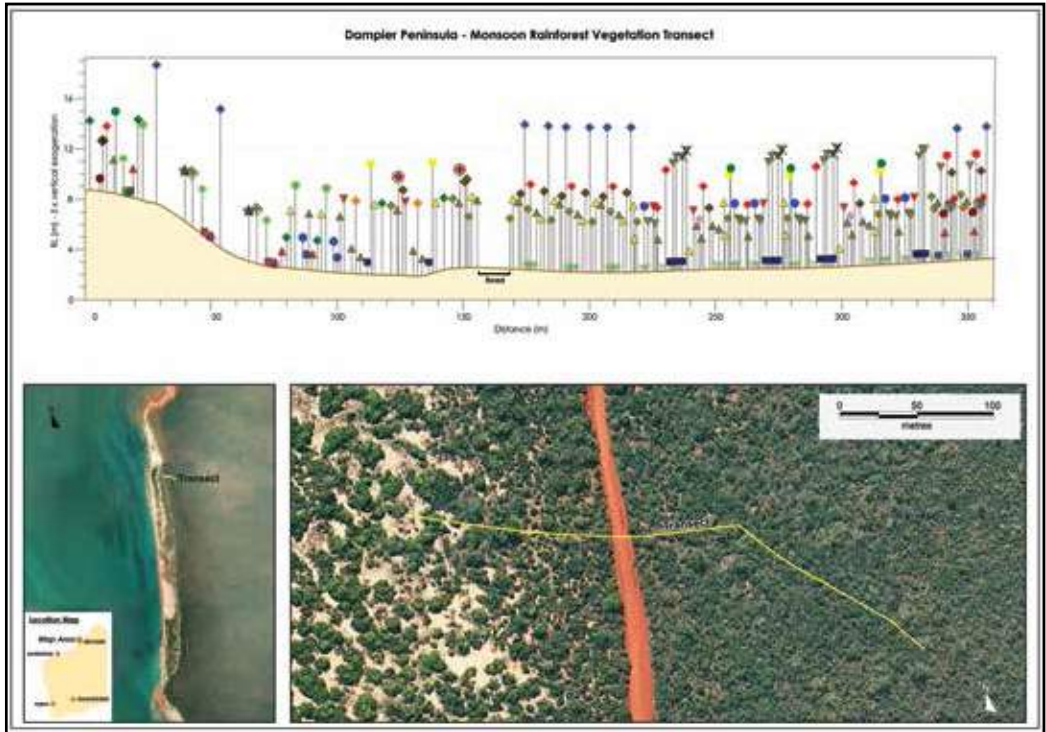 Dampier Peninsula - Monsoon Rainforest Vegetation Transect
RL (m) - 5 x vertical exageration
16
12
8
4
0
Road
0 50 100 150 200 250 300 350
Distance (m)
Transect
Location Map
Map Area
0 50 100
metres
Transect